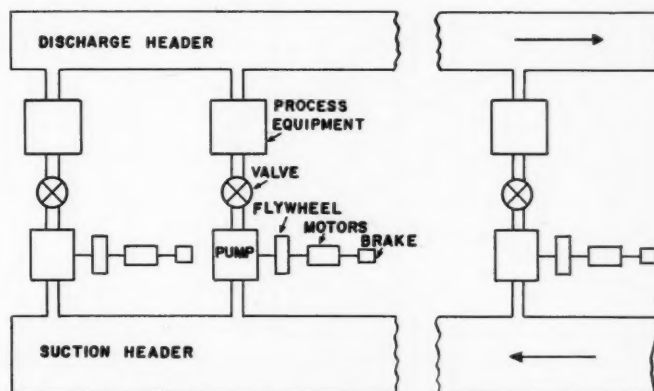 DISCHARGE HEADER
PROCESS
EQUIPMENT
VALVE
FLYWHEEL
MOTORS
BRAKE
PUMP
SUCTION HEADER